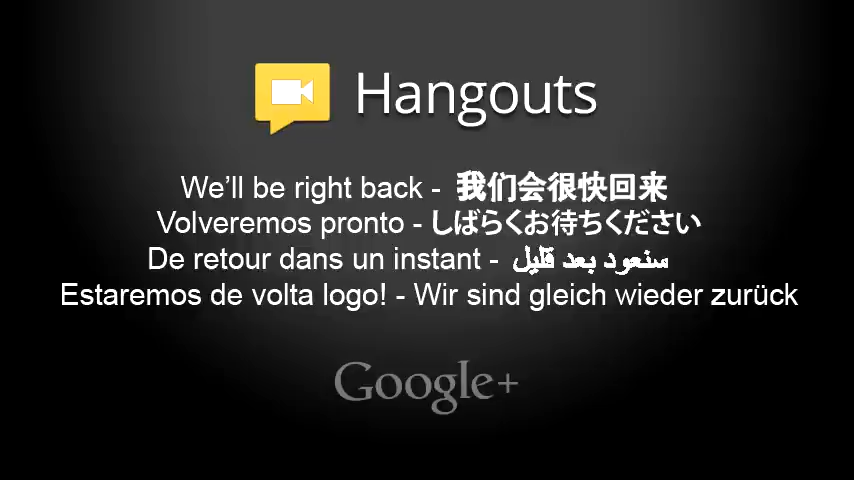 Hangouts
We’ll be right back - 我们会很快回来
Volveremos pronto - しばらくお待ちください
De retour dans un instant - سنعود بعد قليل
Estaremos de volta logo! - Wir sind gleich wieder zurück
Google+